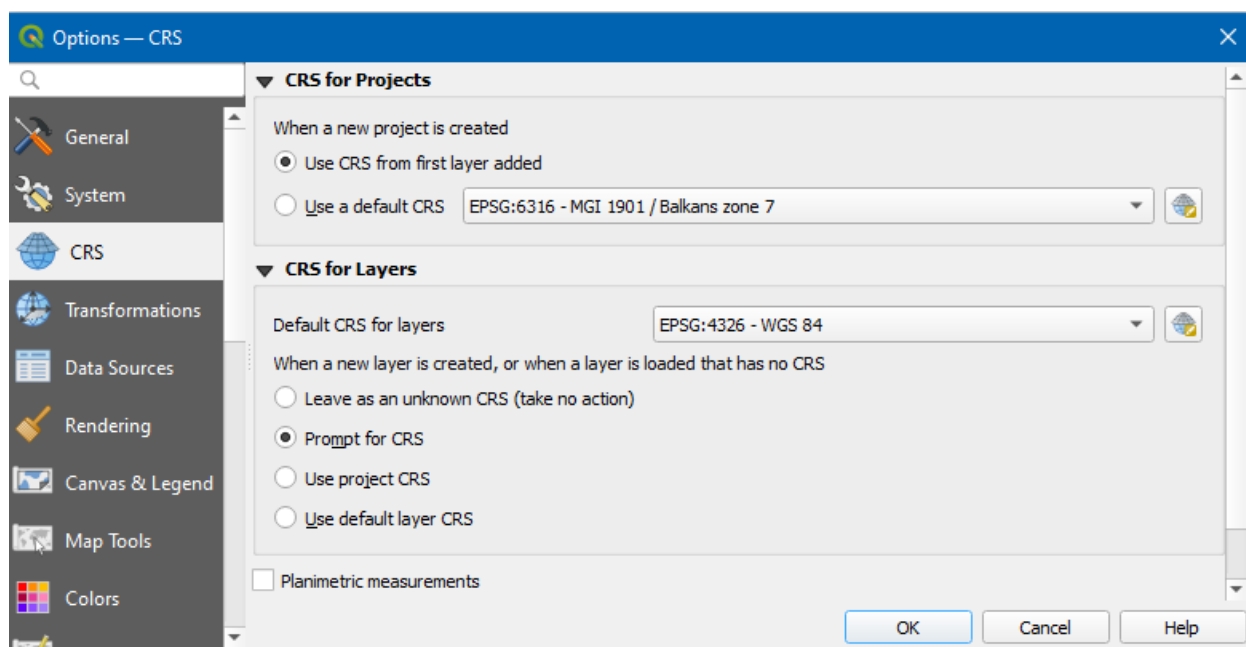 Options — CRS
General
System
CRS
Transformations
Data Sources
Rendering
Canvas & Legend
Map Tools
Colors
CRS for Projects
When a new project is created
Use CRS from first layer added
Use a default CRS EPSG:6316 - MGI 1901 / Balkans zone 7
CRS for Layers
Default CRS for layers EPSG:4326 - WGS 84
When a new layer is created, or when a layer is loaded that has no CRS
Leave as an unknown CRS (take no action)
Prompt for CRS
Use project CRS
Use default layer CRS
Planimetric measurements
OK Cancel Help